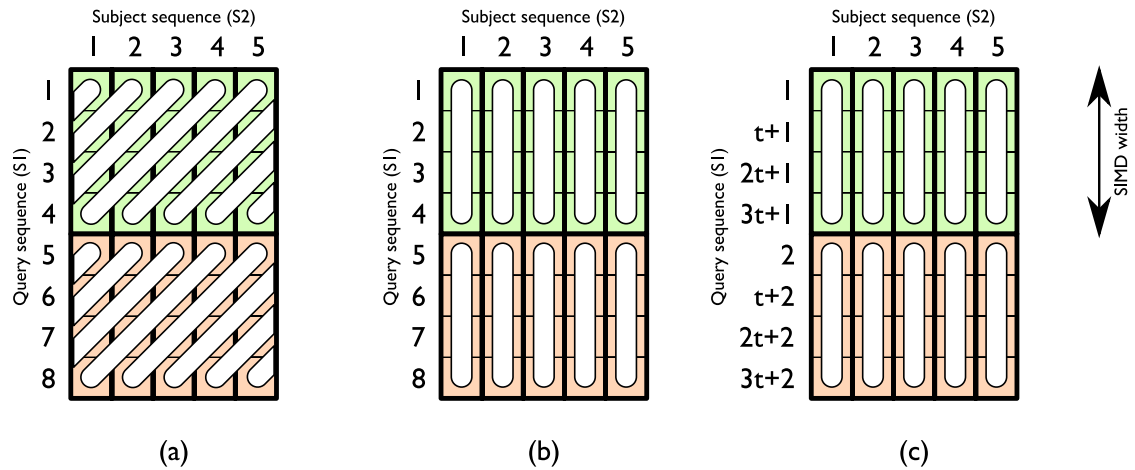 Subject sequence (S2)
1 2 3 4 5
Query sequence (S1)
1
2
3
4
5
6
7
8
(a)
Subject sequence (S2)
1 2 3 4 5
Query sequence (S1)
1
2
3
4
5
6
7
8
(b)
Subject sequence (S2)
1 2 3 4 5
Query sequence (S1)
1
t+1
2t+1
3t+1
2
t+2
2t+2
3t+2
(c)
SIMD width